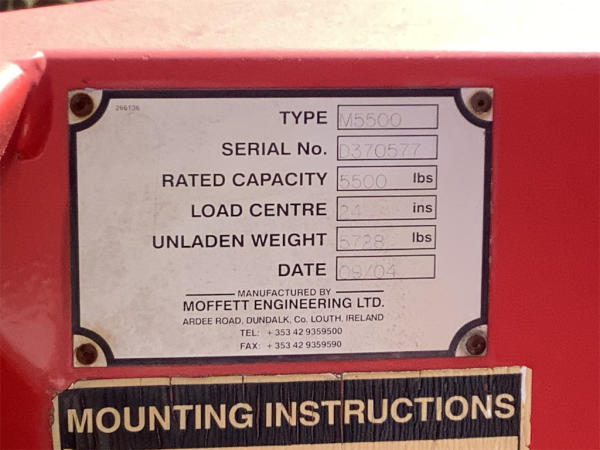 266136
TYPE M5500
SERIAL No. D370577
RATED CAPACITY 5500 lbs
LOAD CENTRE 24 ins
UNLADEN WEIGHT 5728 lbs
DATE 09/04
MANUFACTURED BY
MOFFETT ENGINEERING LTD.
ARDEE ROAD, DUNDALK, Co. LOUTH, IRELAND
TEL: +353 42 9359500
FAX: +353 42 9359590
MOUNTING INSTRUCTIONS